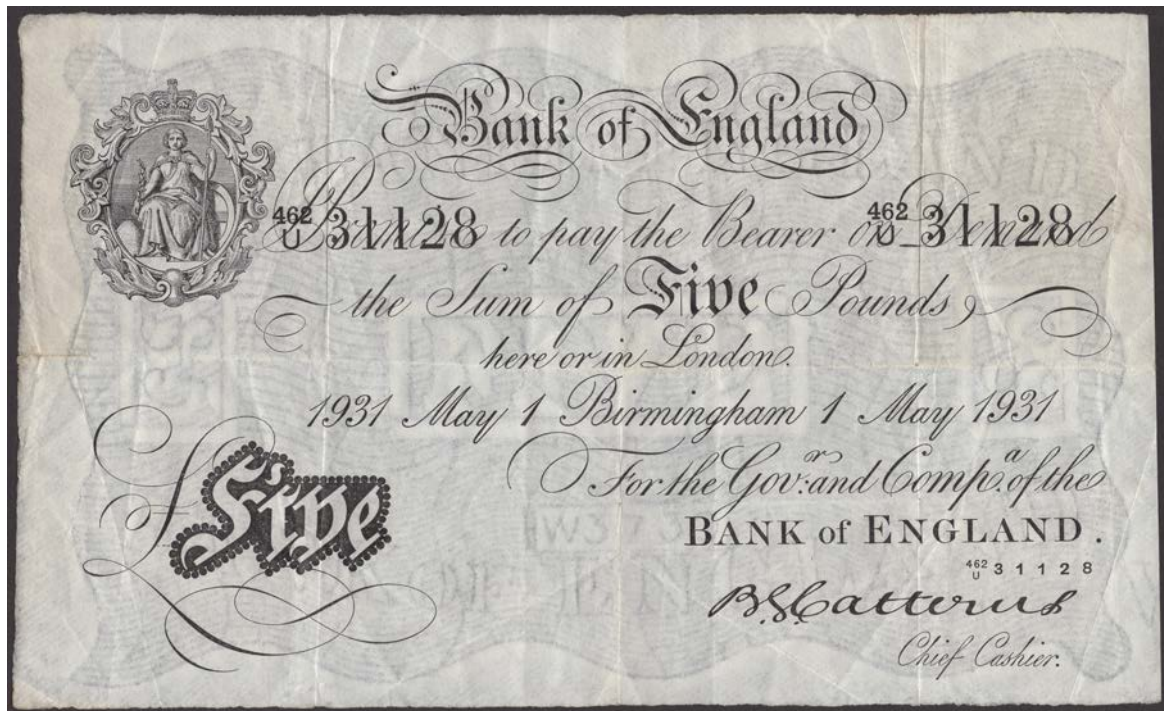 Bank of England
462/U 31128 462/U 31128
I Promise to pay the Bearer on Demand
the Sum of Five Pounds
here or in London.
1931 May 1 Birmingham 1 May 1931
For the Gov.r and Comp.a of the
BANK of ENGLAND.
462/U 31128
£Five
B.G. Catterns
Chief Cashier.